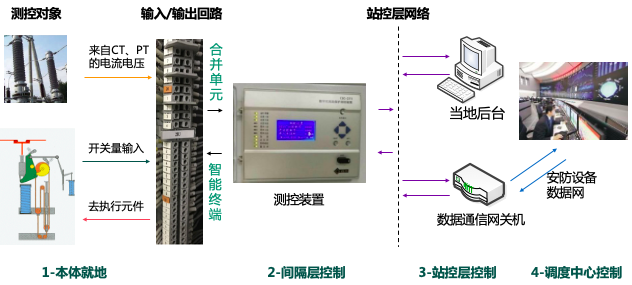 测控对象
输入/输出回路
站控层网络
来自CT、PT
的电流电压
合并单元
当地后台
开关量输入
智能终端
测控装置
安防设备
数据网
去执行元件
数据通信网关机
1-本体就地
2-间隔层控制
3-站控层控制
4-调度中心控制